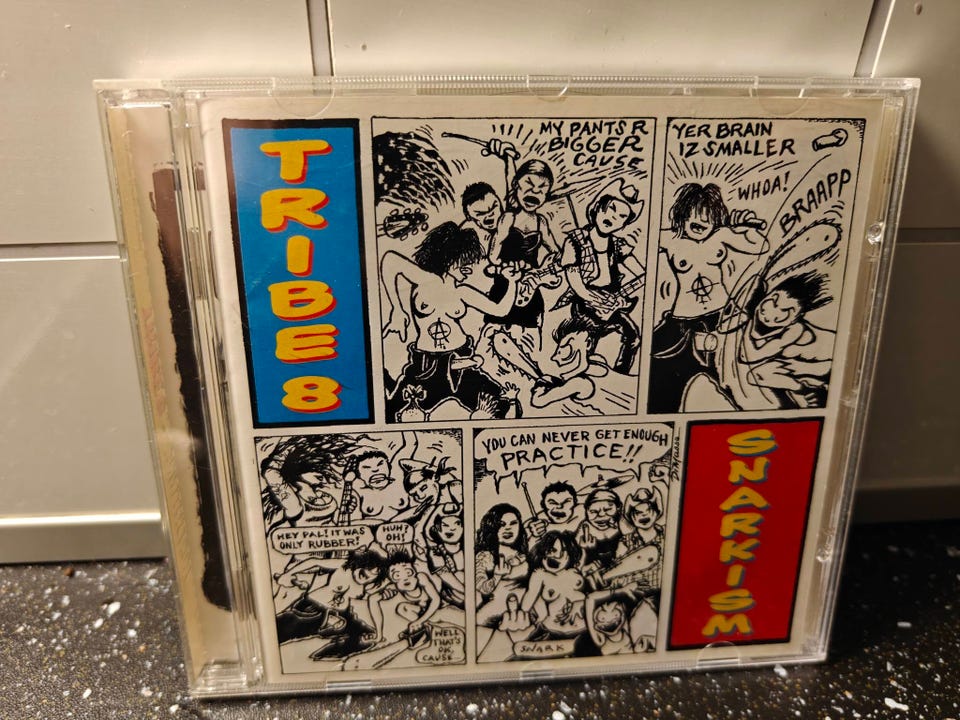 TRIBE 8
MY PANTS R
BIGGER
CAUSE
YER BRAIN
IZ SMALLER
WHOA!
BRAAPP
HEY PAL! IT WAS
ONLY RUBBER!
HUH?
OH!
WELL
THAT'S
OK,
CAUSE
YOU CAN NEVER GET ENOUGH
PRACTICE!!
SNARK
SNARKISM